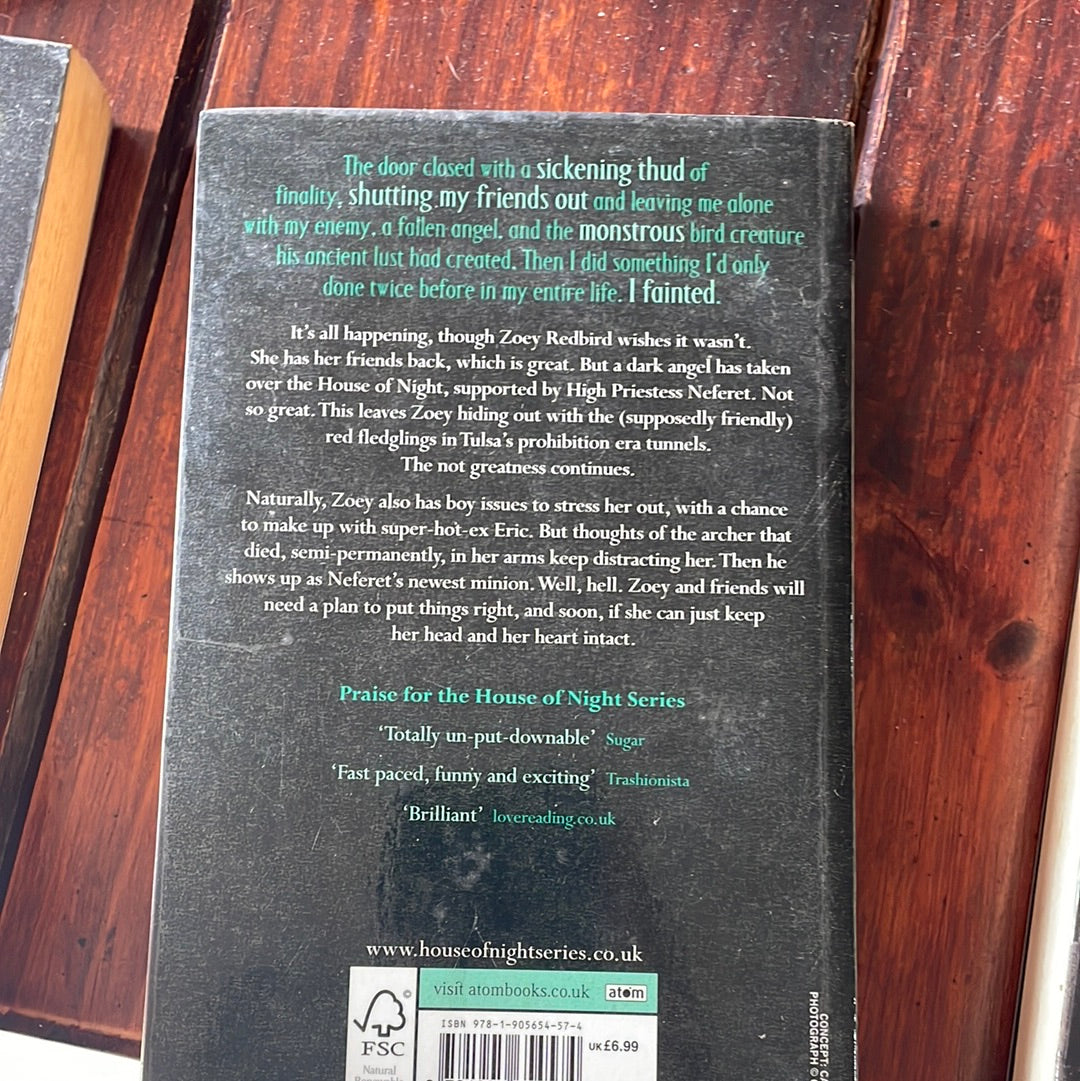 The door closed with a sickening thud of
finality, shutting my friends out and leaving me alone
with my enemy, a fallen angel, and the monstrous bird creature
his ancient lust had created. Then I did something I'd only
done twice before in my entire life. I fainted.
It's all happening, though Zoey Redbird wishes it wasn't.
She has her friends back, which is great. But a dark angel has taken
over the House of Night, supported by High Priestess Neferet. Not
so great. This leaves Zoey hiding out with the (supposedly friendly)
red fledglings in Tulsa's prohibition era tunnels.
The not greatness continues.
Naturally, Zoey also has boy issues to stress her out, with a chance
to make up with super-hot-ex Eric. But thoughts of the archer that
died, semi-permanently, in her arms keep distracting her. Then he
shows up as Neferet's newest minion. Well, hell. Zoey and friends will
need a plan to put things right, and soon, if she can just keep
her head and her heart intact.
Praise for the House of Night Series
'Totally un-put-downable' Sugar
'Fast paced, funny and exciting' Trashionista
'Brilliant' lovereading.co.uk
www.houseofnightseries.co.uk
visit atombooks.co.uk atom
ISBN 978-1-905654-57-4
UK £6.99
©
FSC
Natural
CONCEPT:
PHOTOGRAPH ©